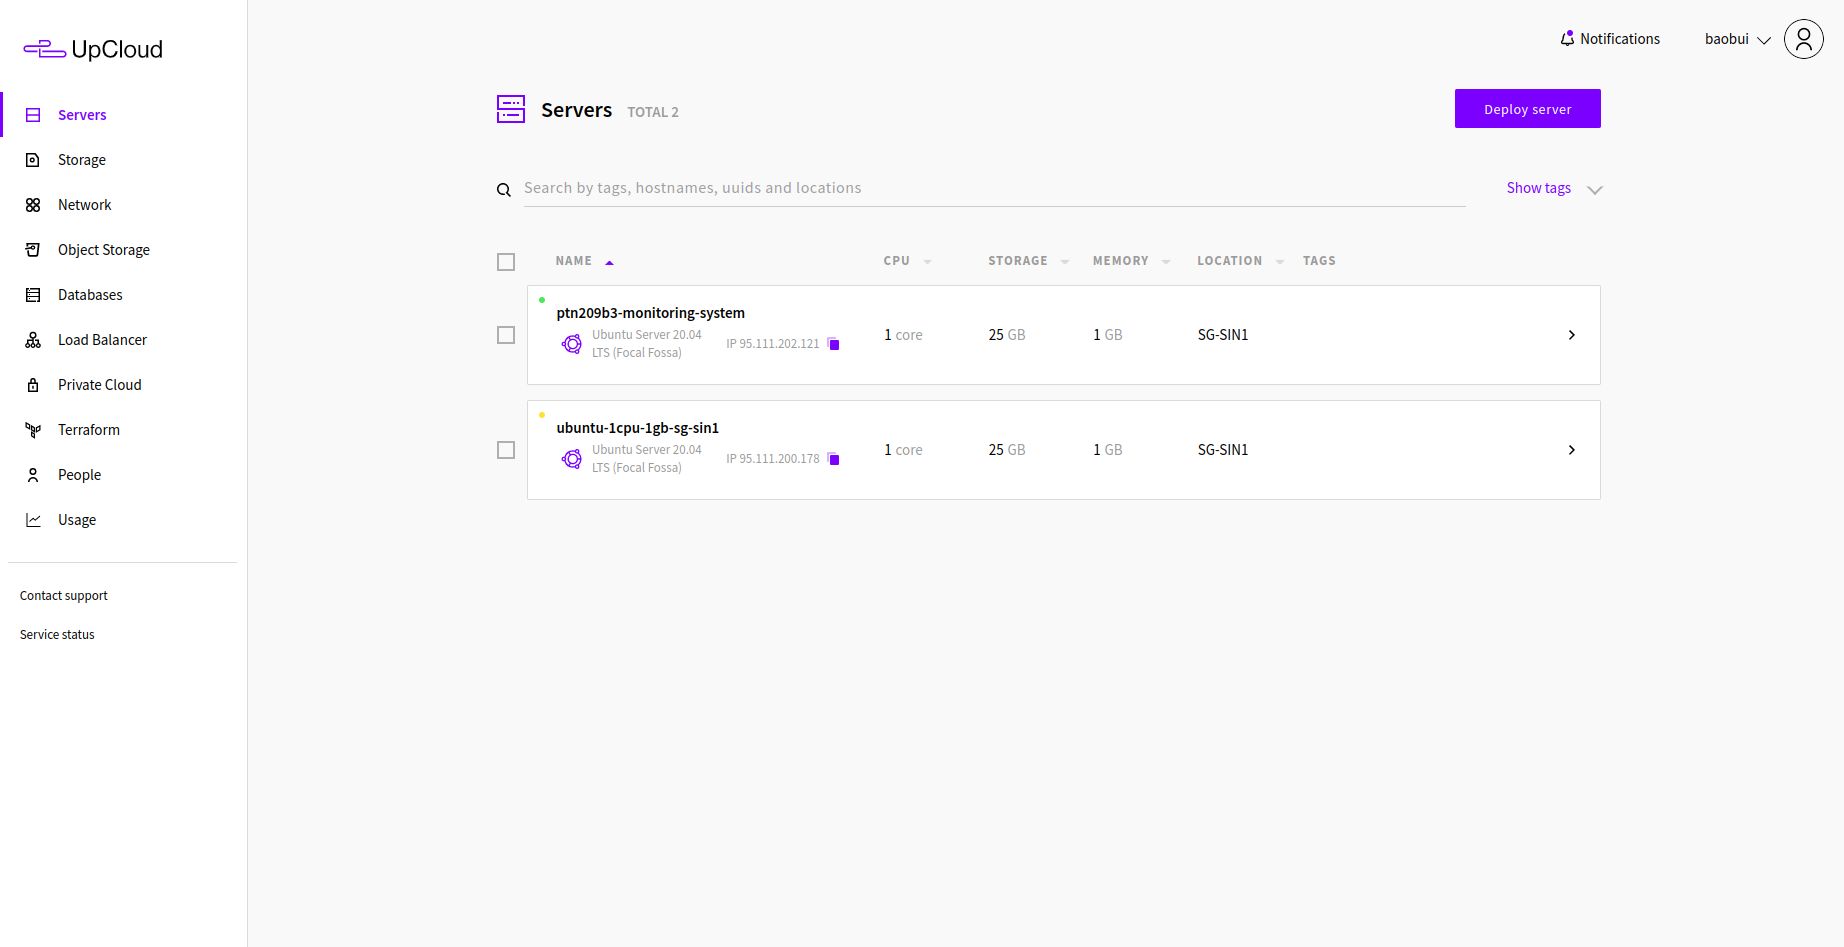 UpCloud
Notifications
baobui
Servers
Storage
Network
Object Storage
Databases
Load Balancer
Private Cloud
Terraform
People
Usage
Contact support
Service status
Servers TOTAL 2
Deploy server
Search by tags, hostnames, uuids and locations
Show tags
NAME CPU STORAGE MEMORY LOCATION TAGS
ptn209b3-monitoring-system
Ubuntu Server 20.04
LTS (Focal Fossa)
IP 95.111.202.121
1 core
25 GB
1 GB
SG-SIN1
ubuntu-1cpu-1gb-sg-sin1
Ubuntu Server 20.04
LTS (Focal Fossa)
IP 95.111.200.178
1 core
25 GB
1 GB
SG-SIN1